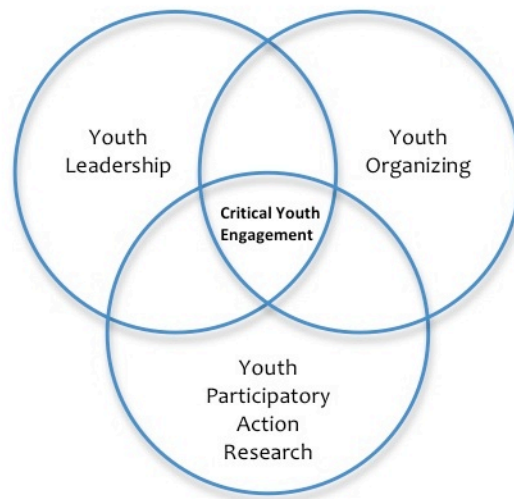 Youth
Leadership
Youth
Organizing
Critical Youth
Engagement
Youth
Participatory
Action
Research